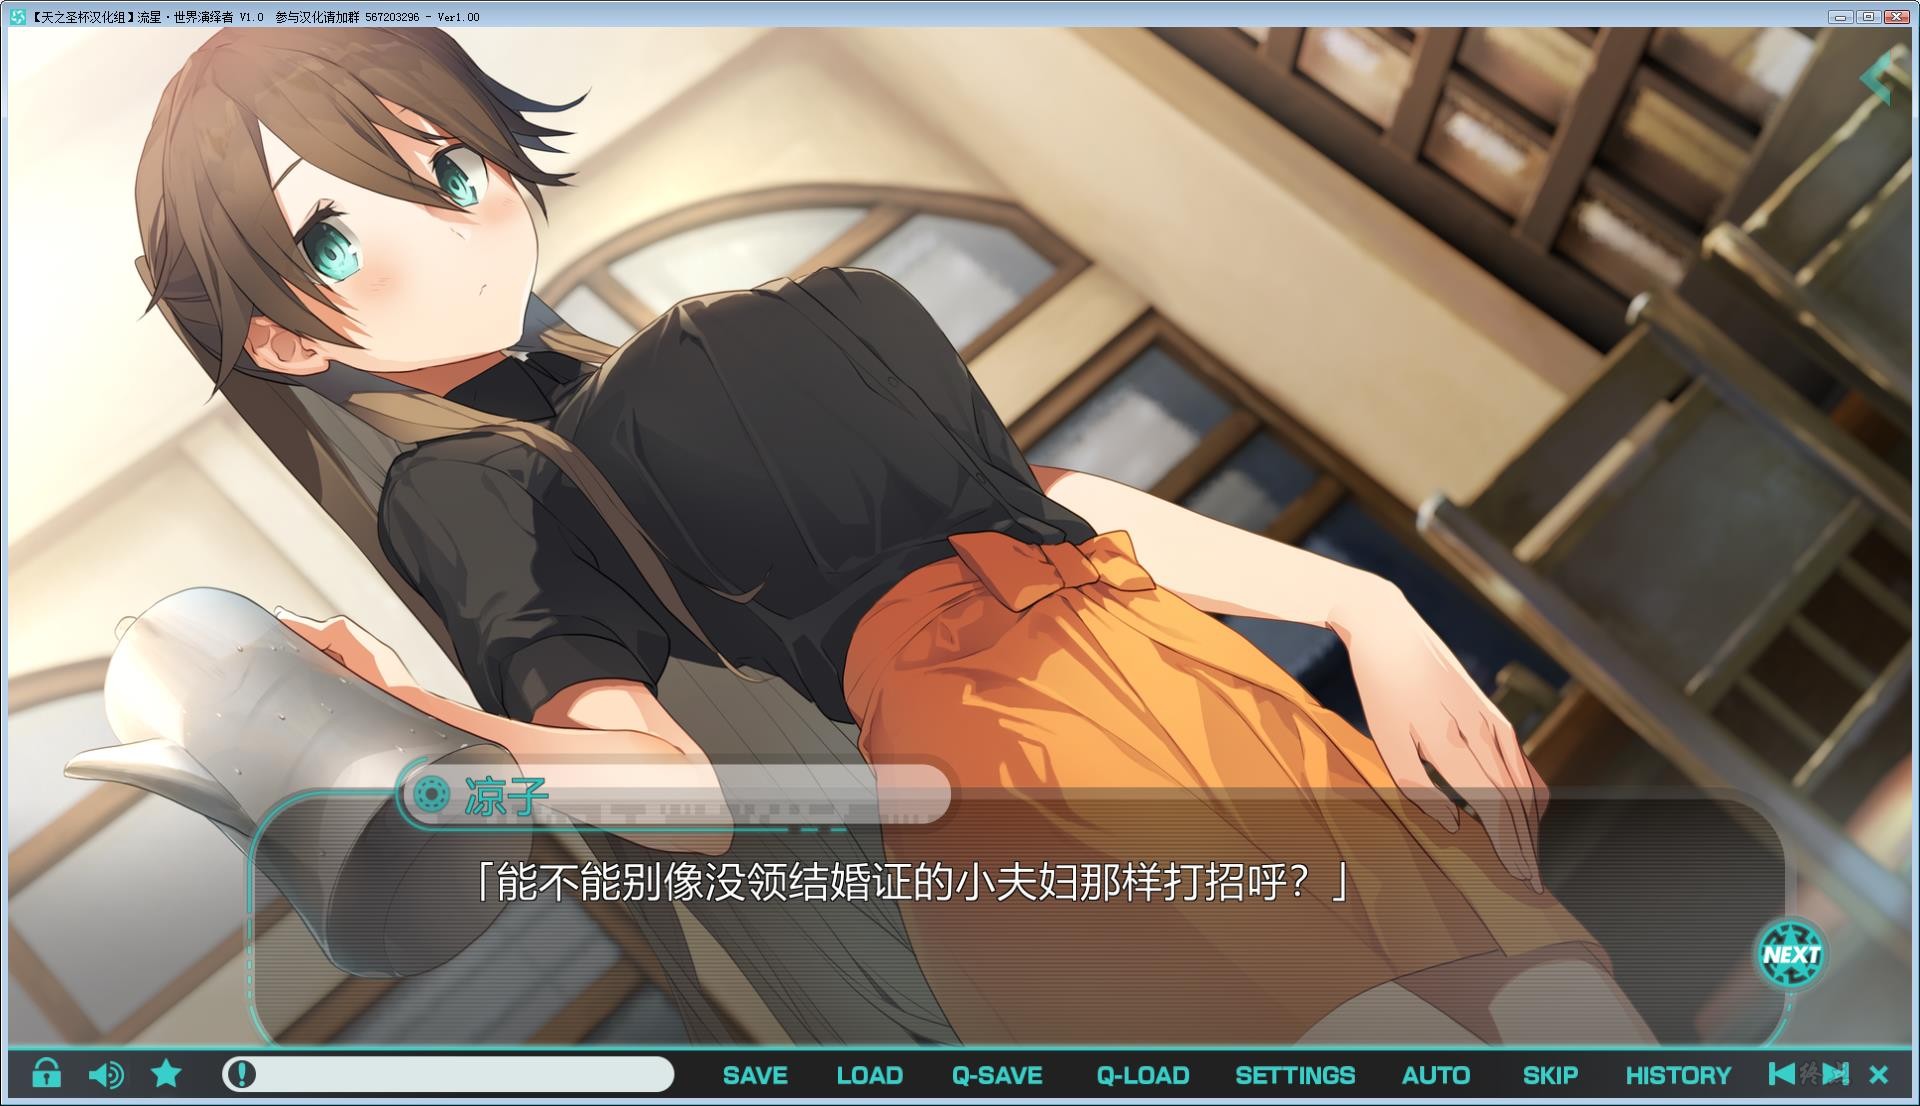 【天之圣杯汉化组】流星·世界演绎者 V1.0 参与汉化请加群 567203296 - Ver1.00
凉子
「能不能别像没领结婚证的小夫妇那样打招呼？」
NEXT
SAVE LOAD Q-SAVE Q-LOAD SETTINGS AUTO SKIP HISTORY